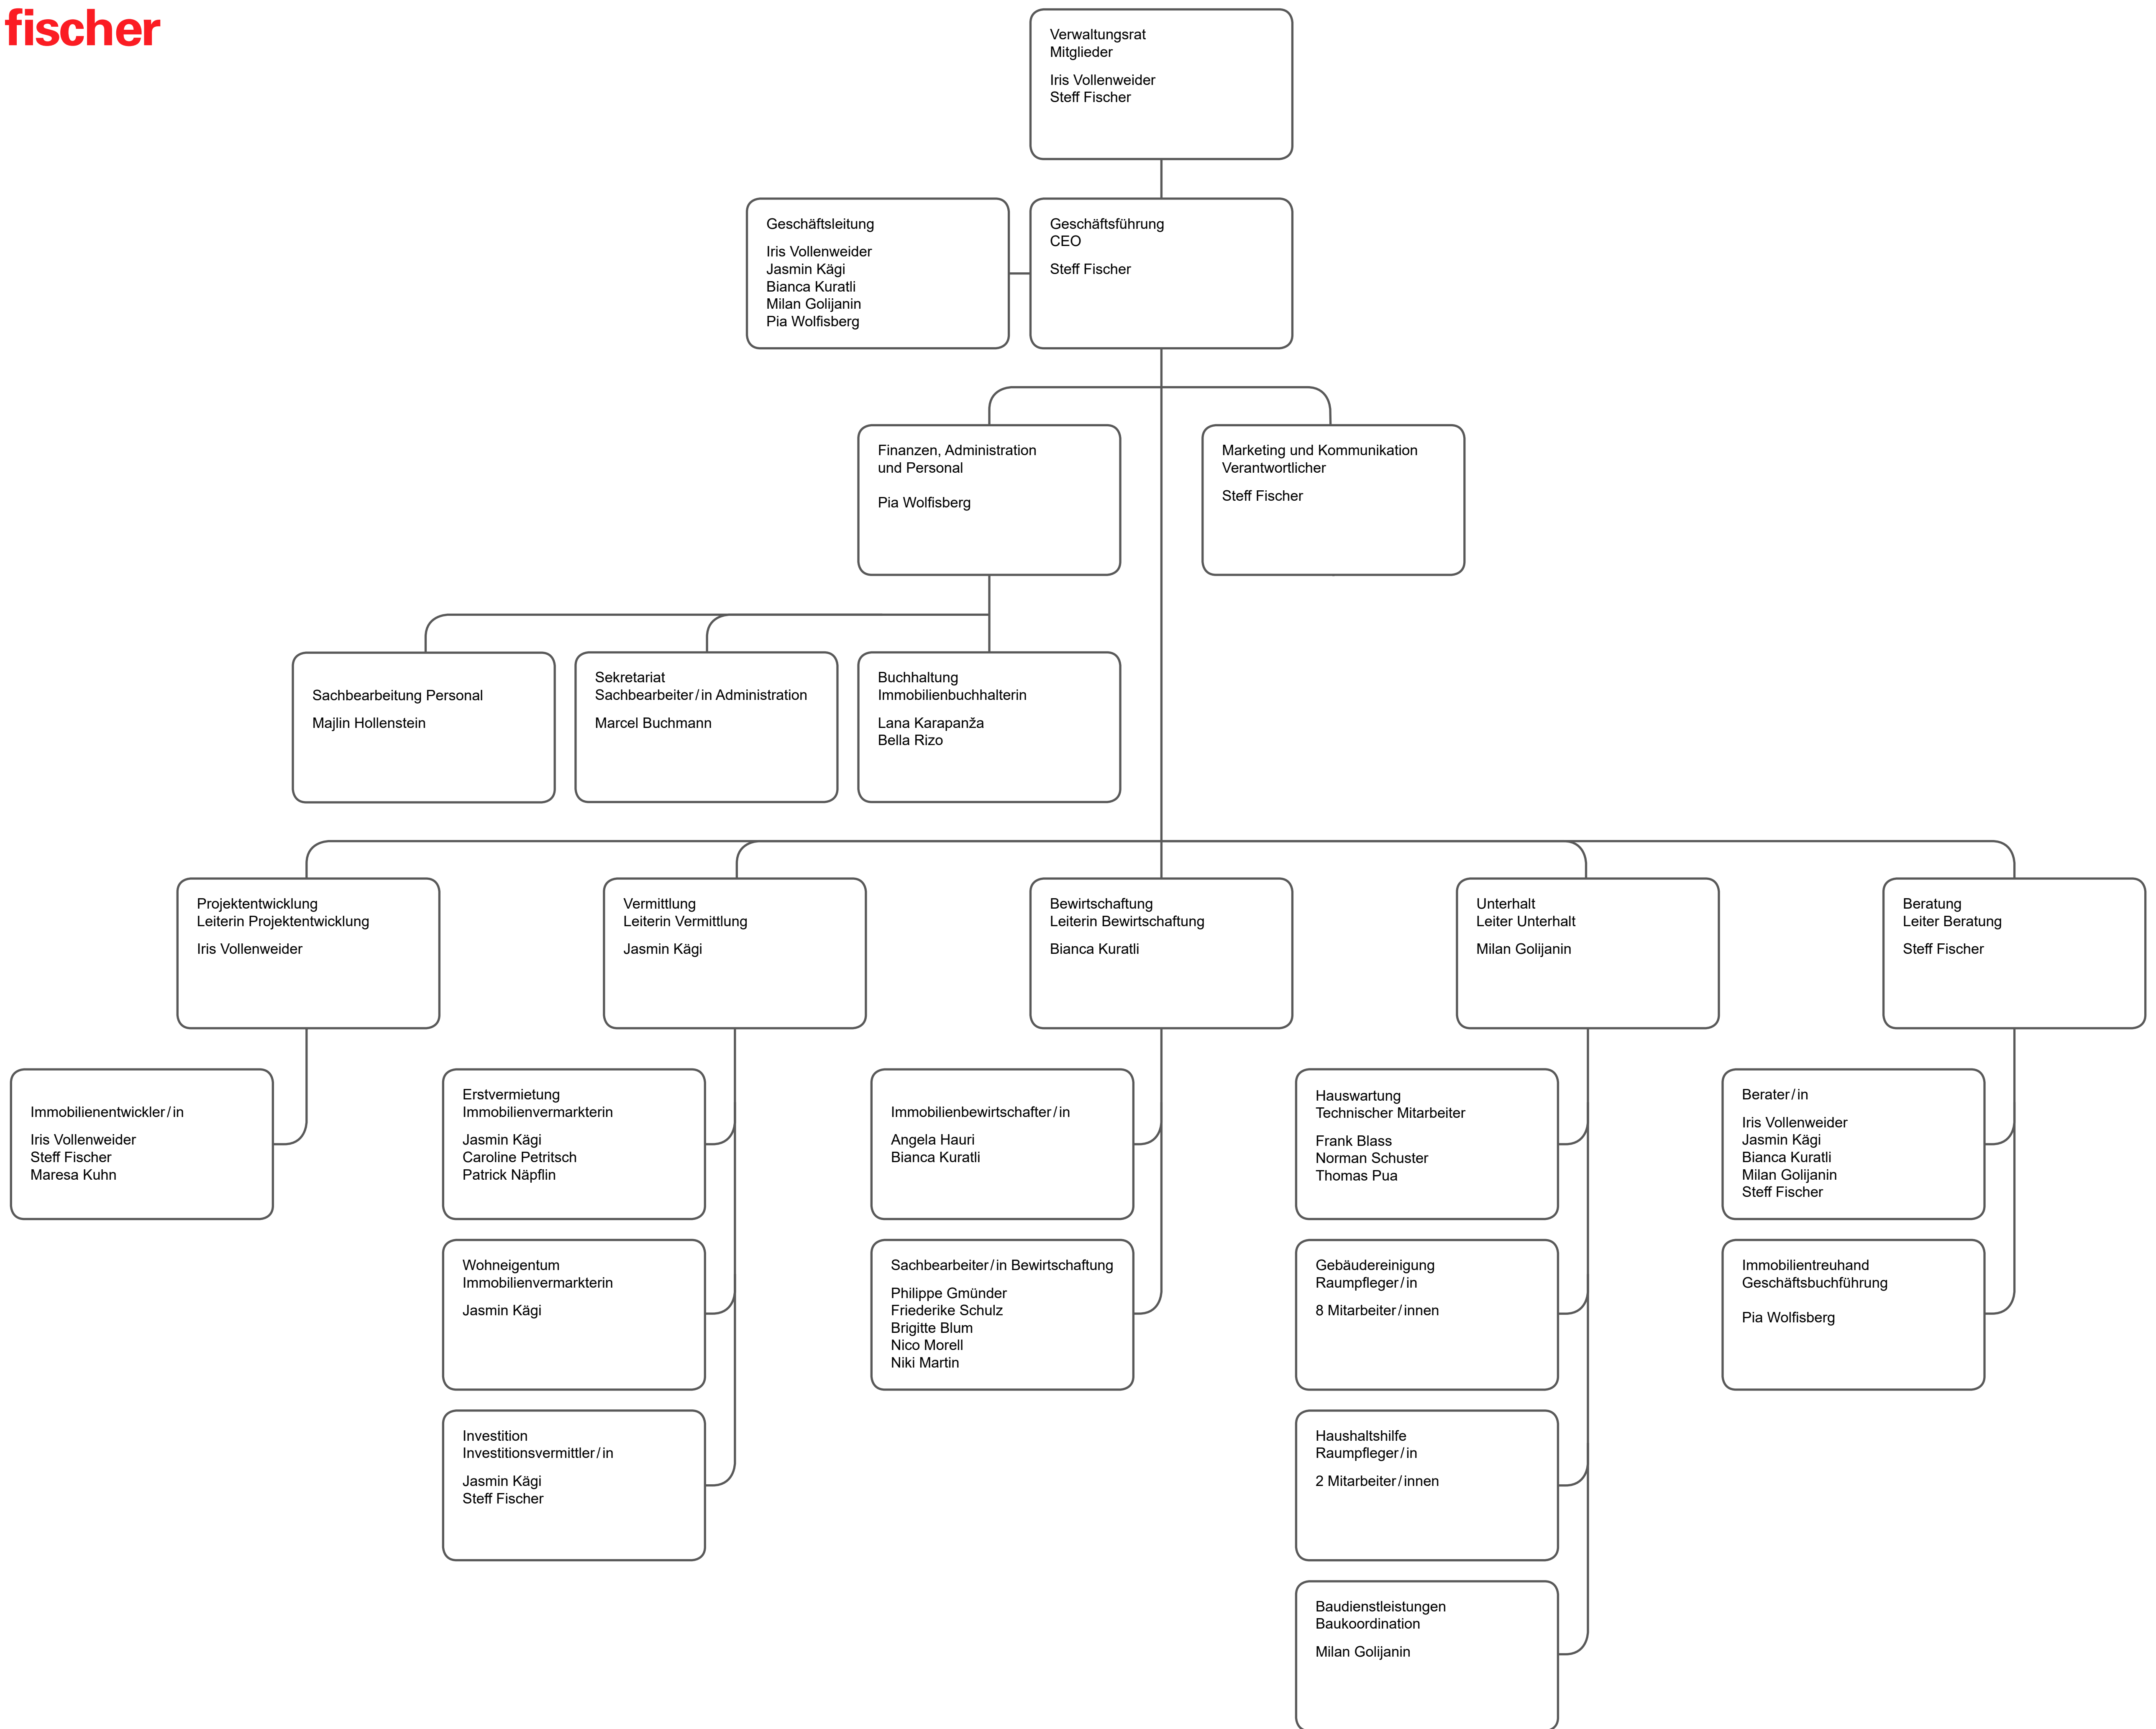 fischer
Verwaltungsrat
Mitglieder
Iris Vollenweider
Steff Fischer
Geschäftsleitung
Iris Vollenweider
Jasmin Kägi
Bianca Kuratli
Milan Golijanin
Pia Wolfisberg
Geschäftsführung
CEO
Steff Fischer
Finanzen, Administration
und Personal
Pia Wolfisberg
Marketing und Kommunikation
Verantwortlicher
Steff Fischer
Sachbearbeitung Personal
Majlin Hollenstein
Sekretariat
Sachbearbeiter/in Administration
Marcel Buchmann
Buchhaltung
Immobilienbuchhalterin
Lana Karapanža
Bella Rizo
Projektentwicklung
Leiterin Projektentwicklung
Iris Vollenweider
Vermittlung
Leiterin Vermittlung
Jasmin Kägi
Bewirtschaftung
Leiterin Bewirtschaftung
Bianca Kuratli
Unterhalt
Leiter Unterhalt
Milan Golijanin
Beratung
Leiter Beratung
Steff Fischer
Immobilienentwickler/in
Iris Vollenweider
Steff Fischer
Maresa Kuhn
Erstvermietung
Immobilienvermarkterin
Jasmin Kägi
Caroline Petritsch
Patrick Näpflin
Immobilienbewirtschafter/in
Angela Hauri
Bianca Kuratli
Hauswartung
Technischer Mitarbeiter
Frank Blass
Norman Schuster
Thomas Pua
Berater/in
Iris Vollenweider
Jasmin Kägi
Bianca Kuratli
Milan Golijanin
Steff Fischer
Wohneigentum
Immobilienvermarkterin
Jasmin Kägi
Sachbearbeiter/in Bewirtschaftung
Philippe Gmünder
Friederike Schulz
Brigitte Blum
Nico Morell
Niki Martin
Gebäudereinigung
Raumpfleger/in
8 Mitarbeiter/innen
Immobilientreuhand
Geschäftsbuchführung
Pia Wolfisberg
Investition
Investitionsvermittler/in
Jasmin Kägi
Steff Fischer
Haushaltshilfe
Raumpfleger/in
2 Mitarbeiter/innen
Baudienstleistungen
Baukoordination
Milan Golijanin